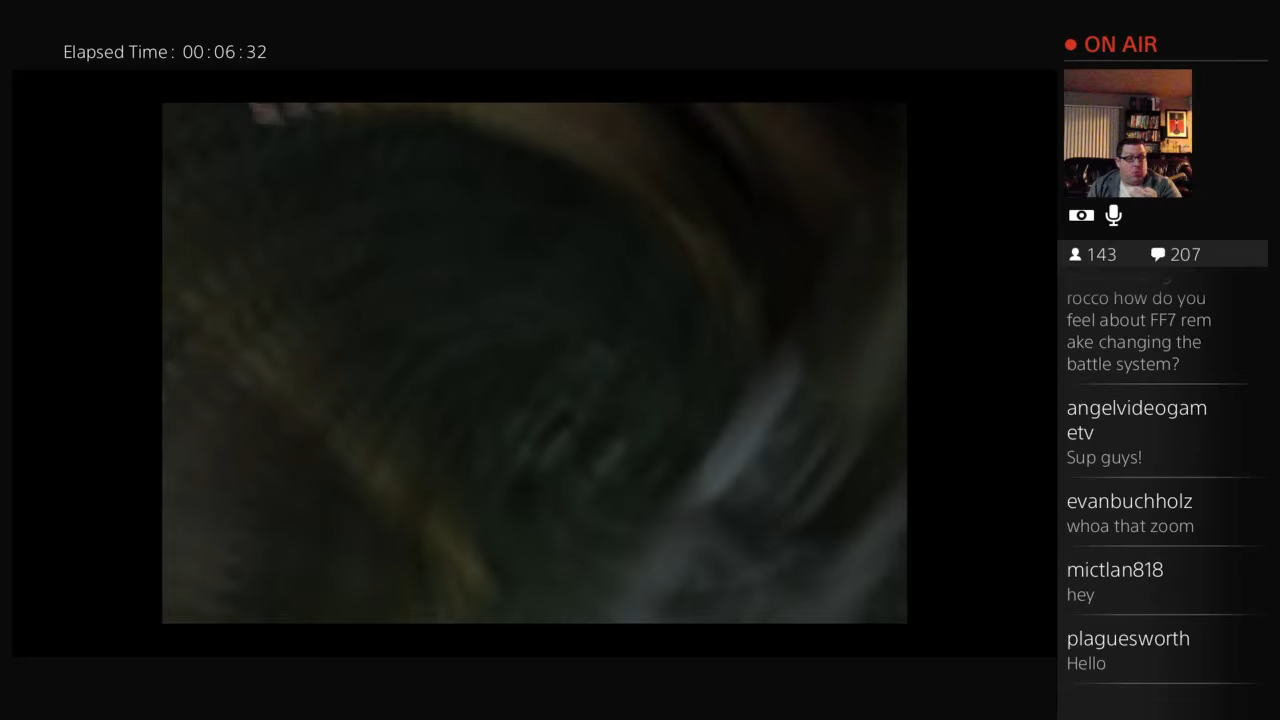 Elapsed Time: 00:06:32
ON AIR
143 207
rocco how do you
feel about FF7 rem
ake changing the
battle system?
angelvideogam
etv
Sup guys!
evanbuchholz
whoa that zoom
mictlan818
hey
plaguesworth
Hello